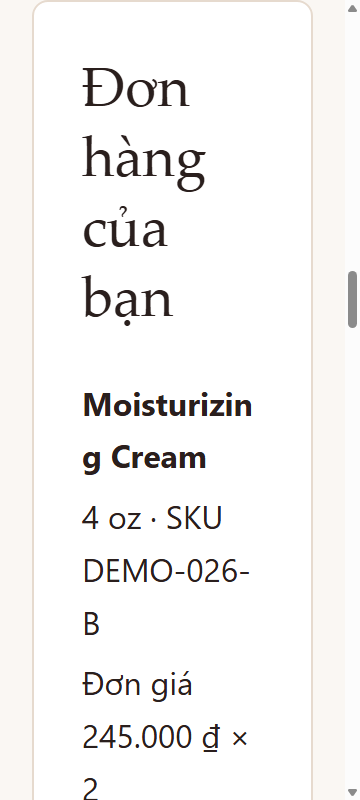 Đơn
hàng
của
bạn
Moisturizin
g Cream
4 oz · SKU
DEMO-026-
B
Đơn giá
245.000 ₫ ×
2